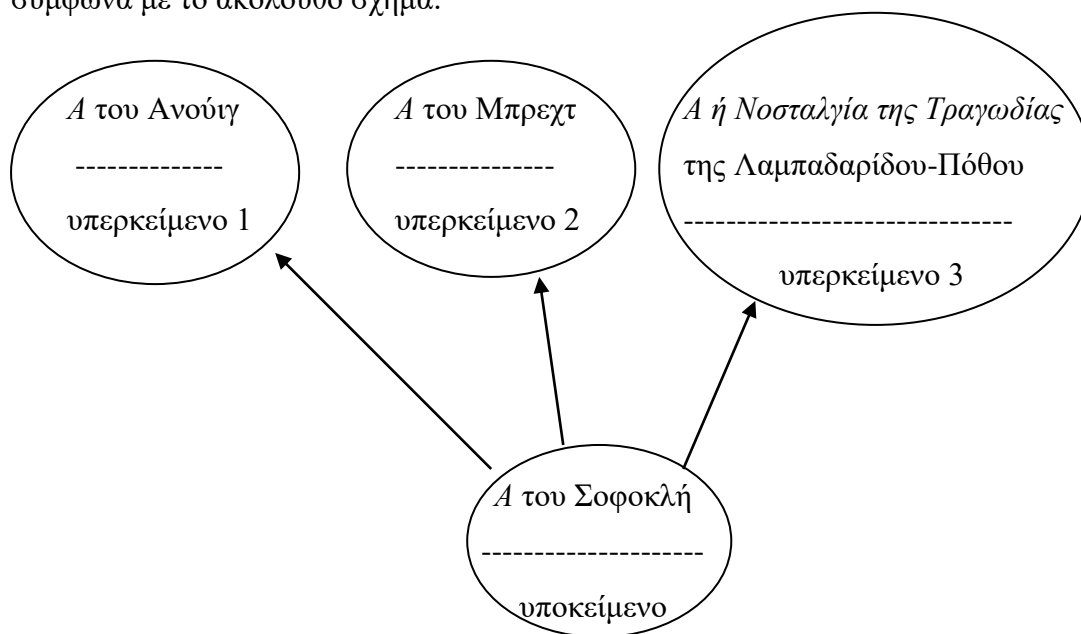 σύμφωνα με το ακόλουθο σχήμα:
Α του Ανούιγ
--------------
υπερκείμενο 1
Α του Μπρεχτ
---------------
υπερκείμενο 2
Α ή Νοσταλγία της Τραγωδίας
της Λαμπαδαρίδου-Πόθου
-------------------------------
υπερκείμενο 3
Α του Σοφοκλή
---------------------
υποκείμενο